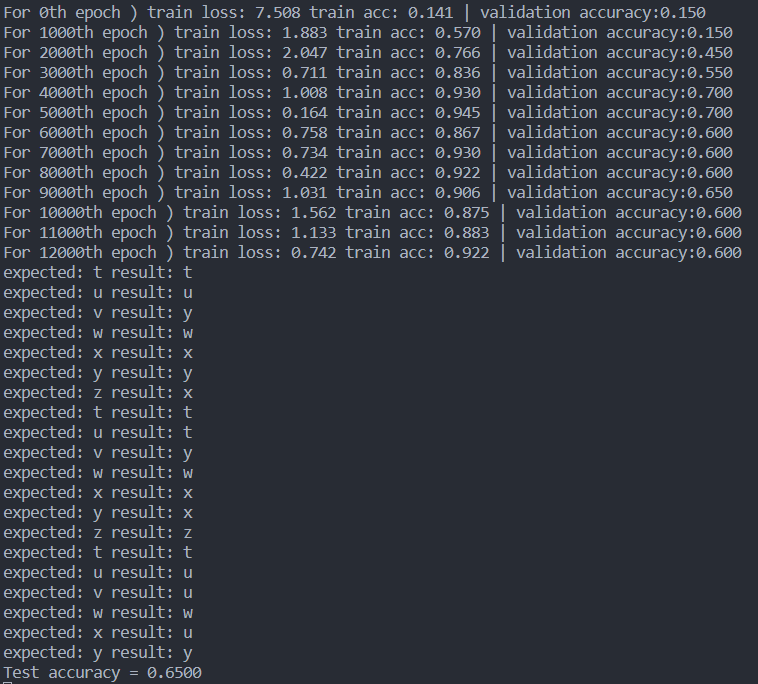 For 0th epoch ) train loss: 7.508 train acc: 0.141 | validation accuracy:0.150
For 1000th epoch ) train loss: 1.883 train acc: 0.570 | validation accuracy:0.150
For 2000th epoch ) train loss: 2.047 train acc: 0.766 | validation accuracy:0.450
For 3000th epoch ) train loss: 0.711 train acc: 0.836 | validation accuracy:0.550
For 4000th epoch ) train loss: 1.008 train acc: 0.930 | validation accuracy:0.700
For 5000th epoch ) train loss: 0.164 train acc: 0.945 | validation accuracy:0.700
For 6000th epoch ) train loss: 0.758 train acc: 0.867 | validation accuracy:0.600
For 7000th epoch ) train loss: 0.734 train acc: 0.930 | validation accuracy:0.600
For 8000th epoch ) train loss: 0.422 train acc: 0.922 | validation accuracy:0.600
For 9000th epoch ) train loss: 1.031 train acc: 0.906 | validation accuracy:0.650
For 10000th epoch ) train loss: 1.562 train acc: 0.875 | validation accuracy:0.600
For 11000th epoch ) train loss: 1.133 train acc: 0.883 | validation accuracy:0.600
For 12000th epoch ) train loss: 0.742 train acc: 0.922 | validation accuracy:0.600
expected: t result: t
expected: u result: u
expected: v result: y
expected: w result: w
expected: x result: x
expected: y result: y
expected: z result: x
expected: t result: t
expected: u result: t
expected: v result: y
expected: w result: w
expected: x result: x
expected: y result: x
expected: z result: z
expected: t result: t
expected: u result: u
expected: v result: u
expected: w result: w
expected: x result: u
expected: y result: y
Test accuracy = 0.6500